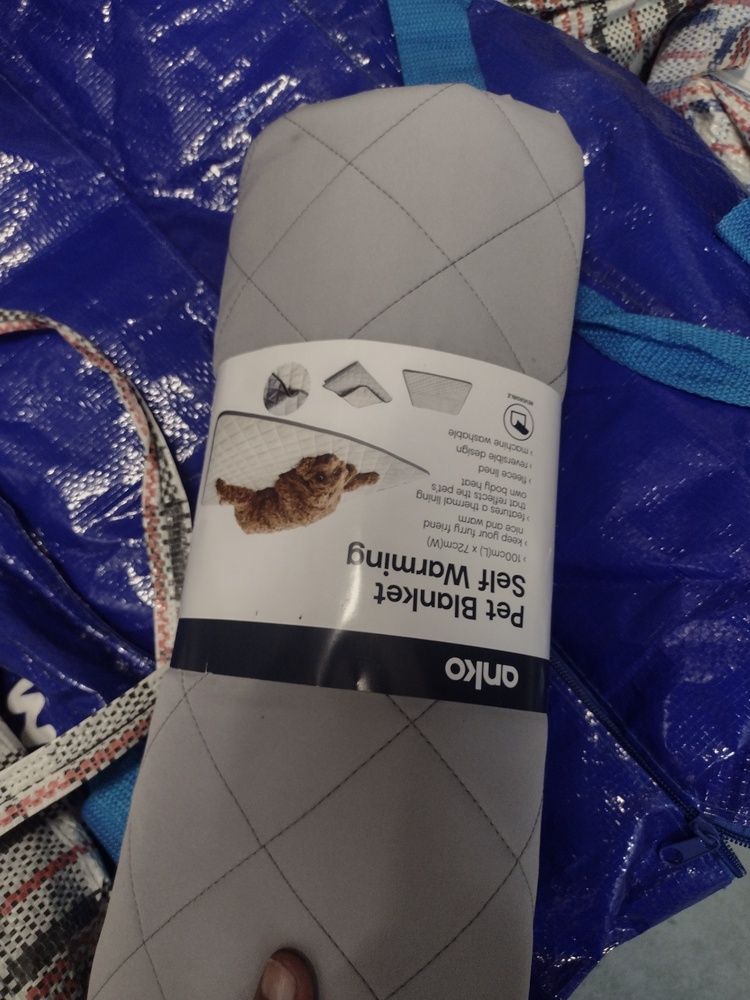 anko
Pet Blanket
Self Warming
› 100cm(L) x 72cm(W)
› keep your furry friend
nice and warm
› features a thermal lining
that reflects the pet's
own body heat
› fleece lined
› reversible design
› machine washable
REVERSIBLE